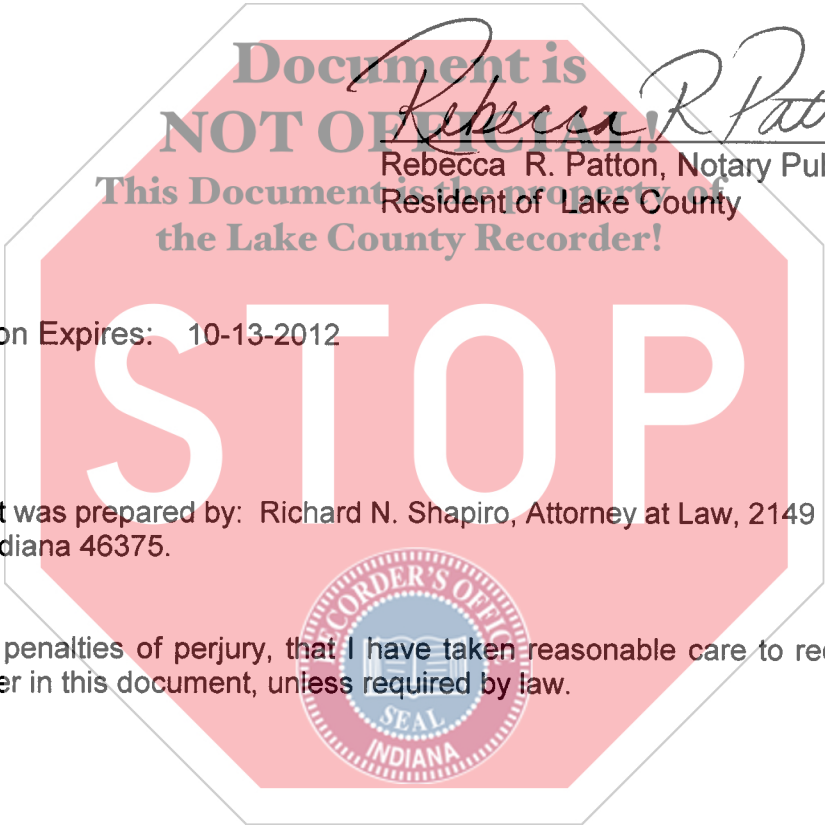 Document is
NOT OFFICIAL!
This Document is the property of
the Lake County Recorder!
Rebecca R Patt
Rebecca R. Patton, Notary Pul
Resident of Lake County
on Expires: 10-13-2012
STOP
t was prepared by: Richard N. Shapiro, Attorney at Law, 2149
diana 46375.
penalties of perjury, that I have taken reasonable care to red
er in this document, unless required by law.
RECORDER'S OFFICE
SEAL
INDIANA